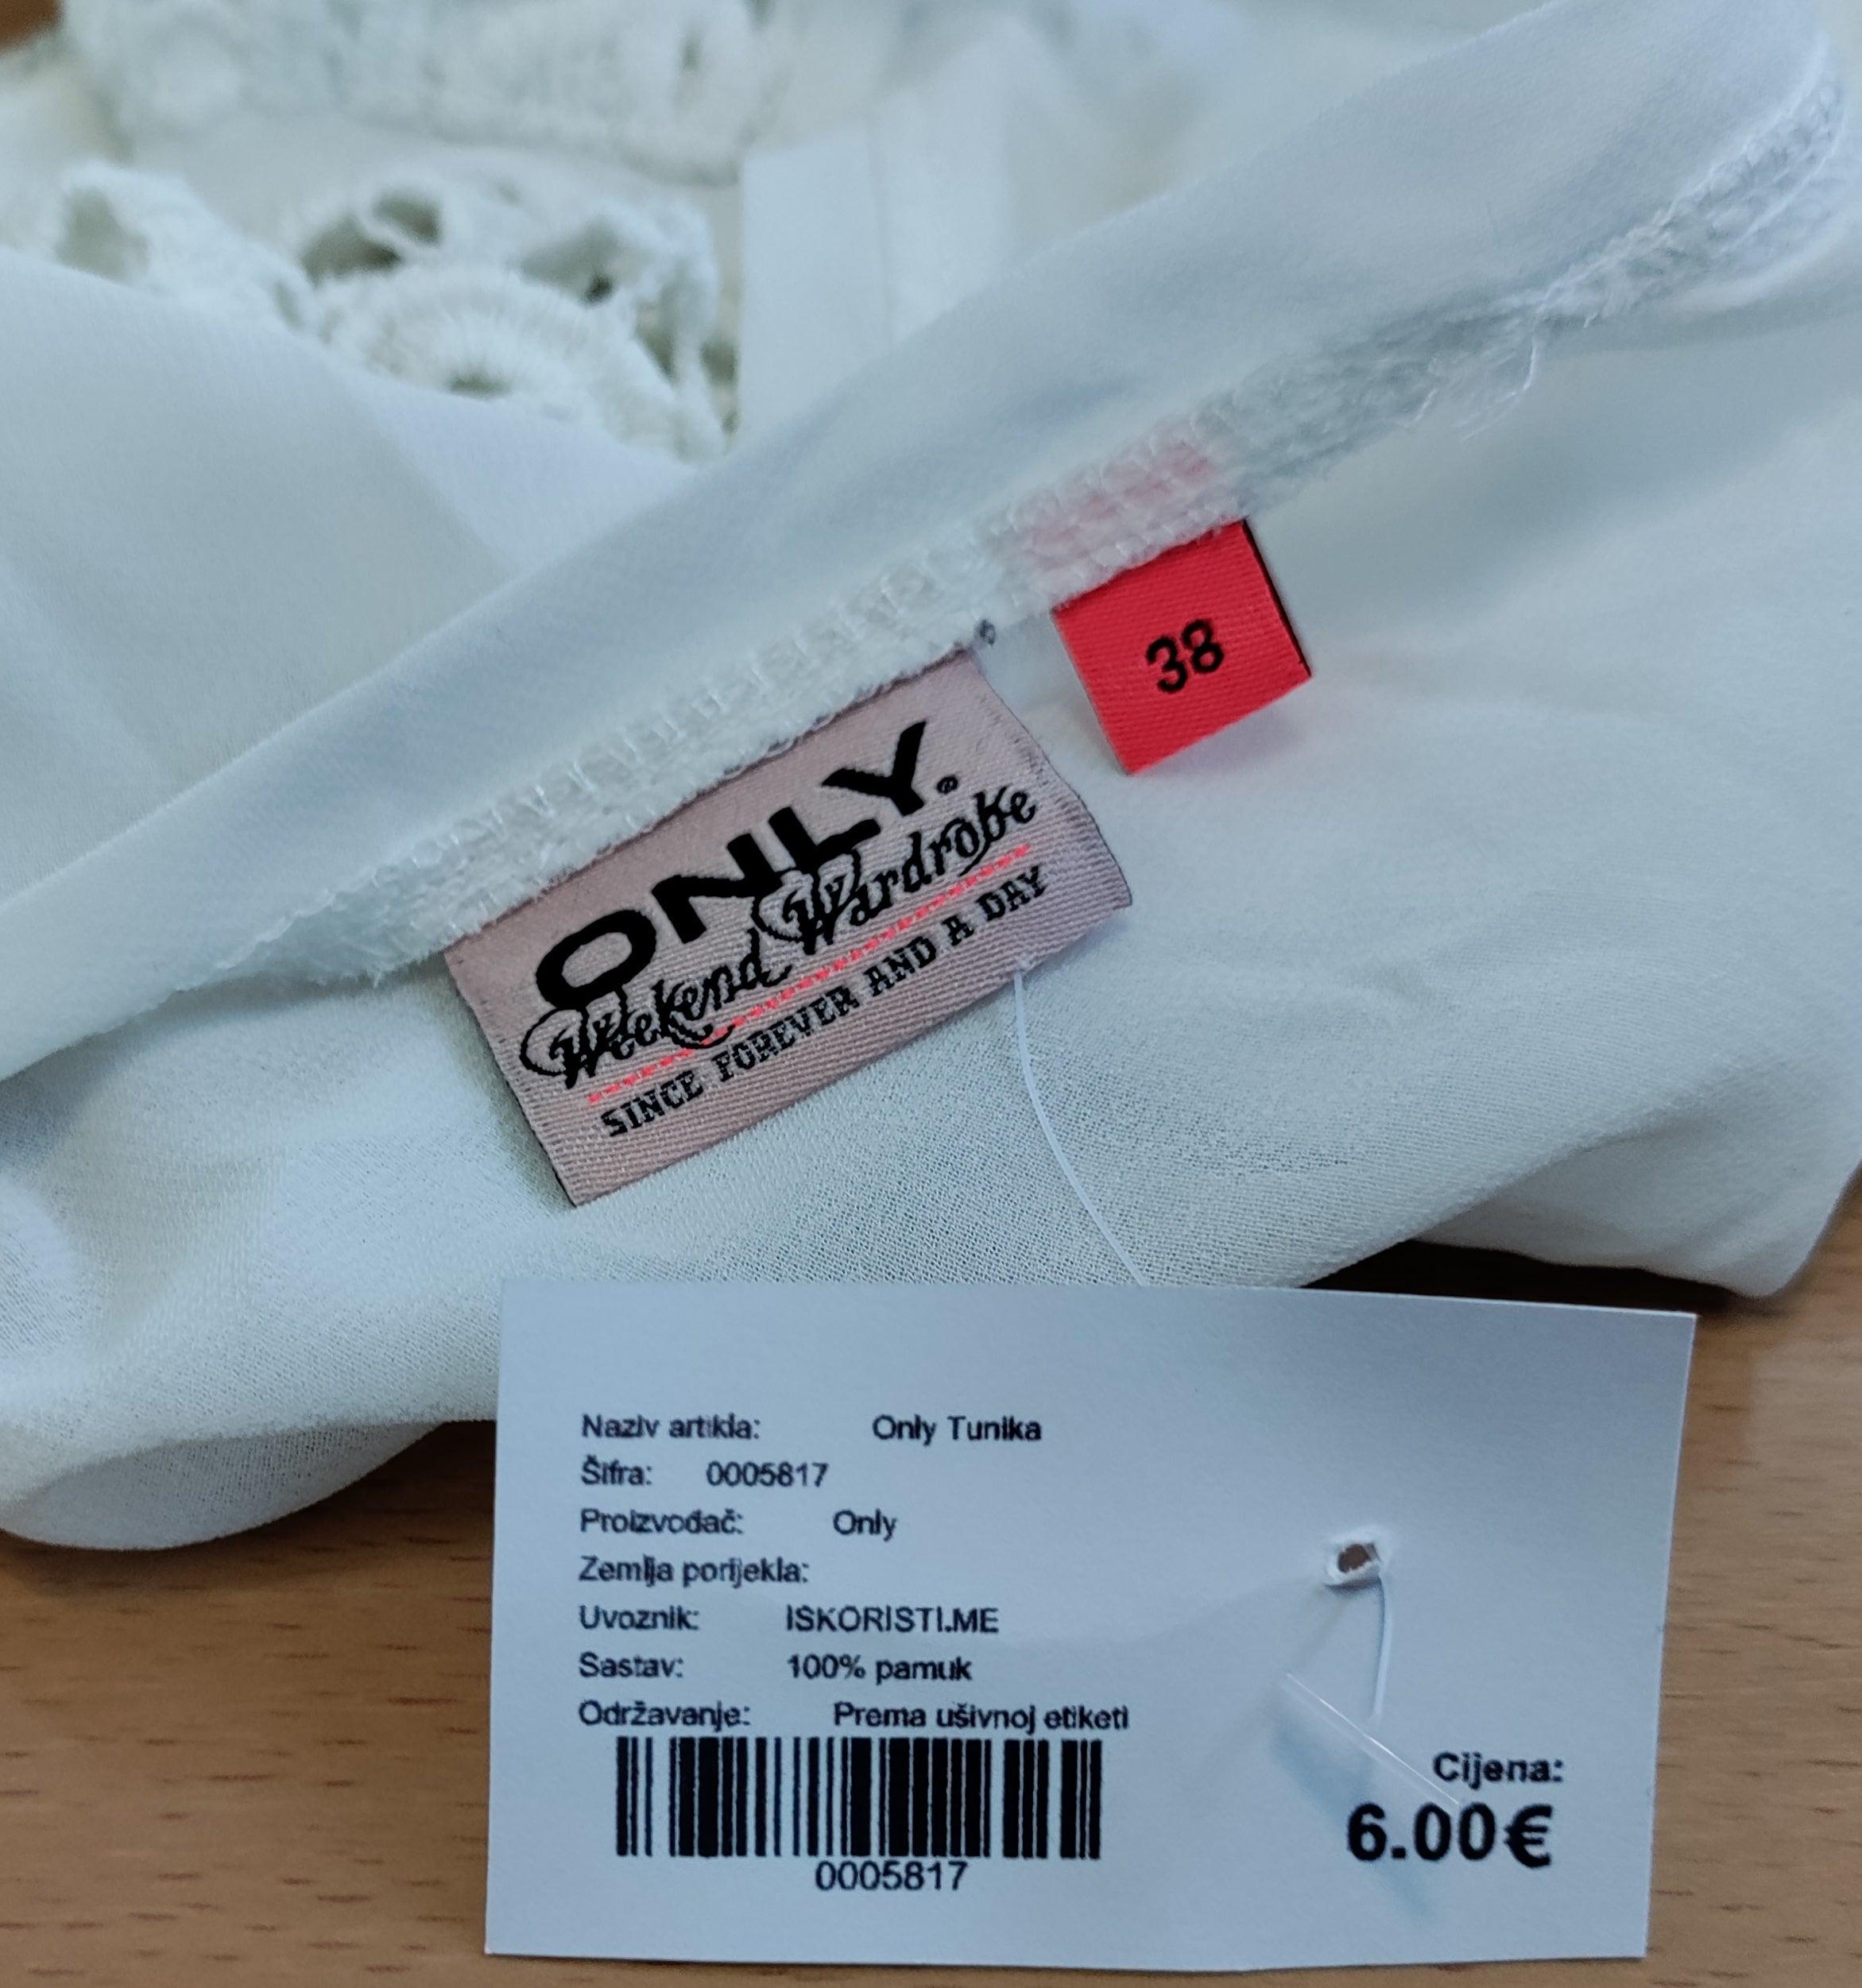 38
ONLY®
Weekend Wardrobe
SINCE FOREVER AND A DAY
Naziv artikla: Only Tunika
Šifra: 0005817
Proizvođač: Only
Zemlja porijekla:
Uvoznik: ISKORISTI.ME
Sastav: 100% pamuk
Održavanje: Prema ušivnoj etiketi
0005817
Cijena:
6.00€